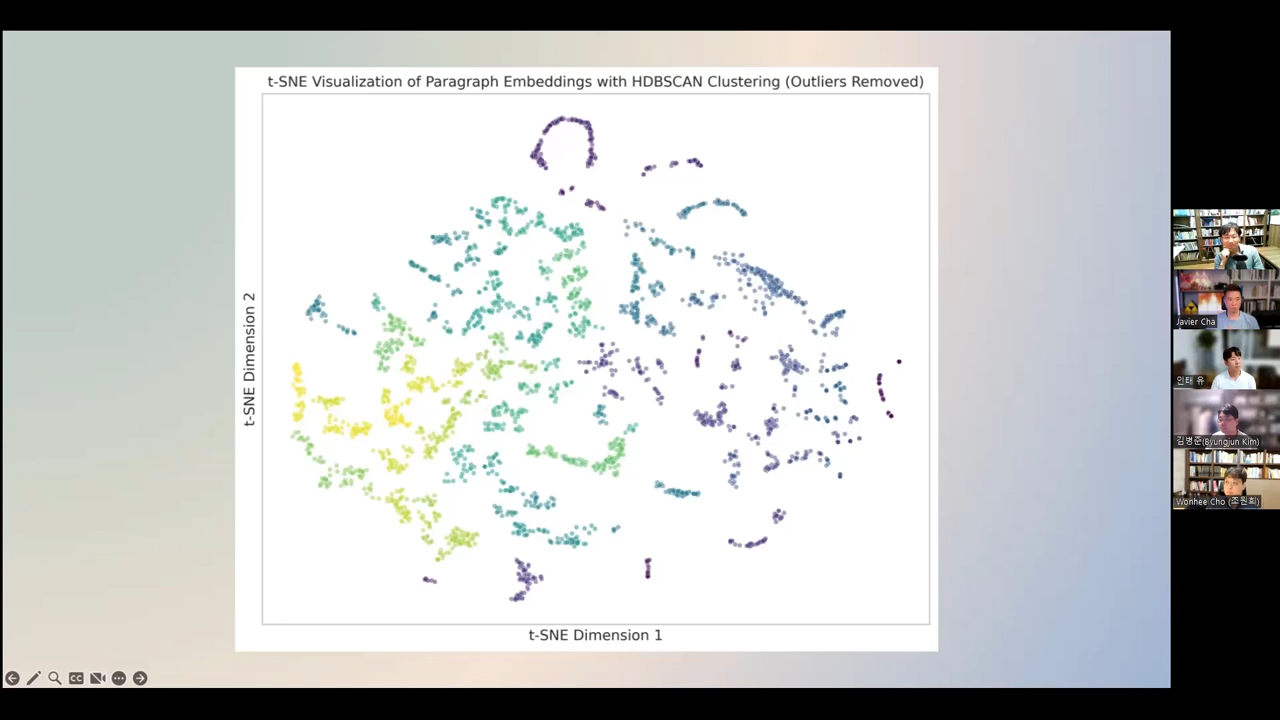 t-SNE Visualization of Paragraph Embeddings with HDBSCAN Clustering (Outliers Removed)
t-SNE Dimension 2
t-SNE Dimension 1
Javier Cha
인태 유
김병준(Byungjun Kim)
Wonhee Cho (조원희)
CC